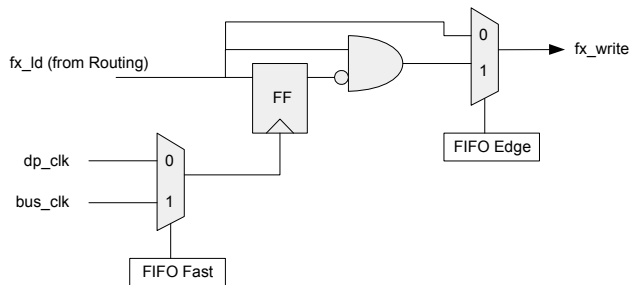 0
fx_write
fx_ld (from Routing)
1
FF
FIFO Edge
dp_clk
0
bus_clk
1
FIFO Fast